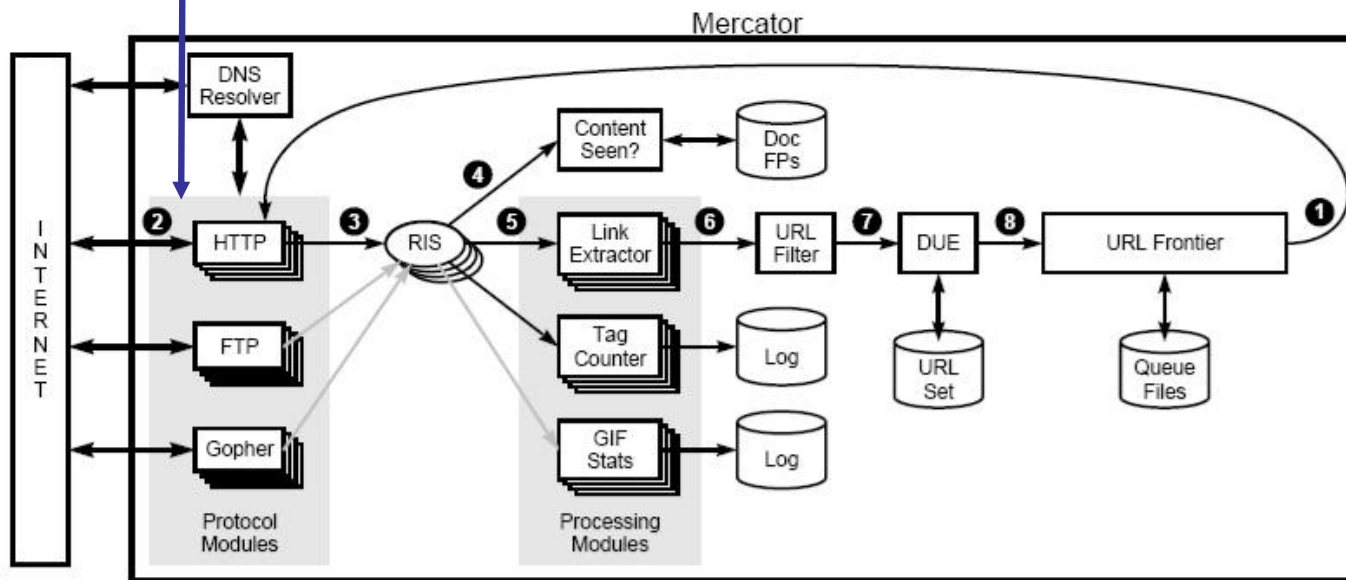 Mercator
INTERNET
DNS
Resolver
Content
Seen?
Doc
FPs
4
2
HTTP
3
RIS
5
Link
Extractor
6
URL
Filter
7
DUE
8
URL Frontier
1
FTP
Tag
Counter
Log
URL
Set
Queue
Files
Gopher
GIF
Stats
Log
Protocol
Modules
Processing
Modules